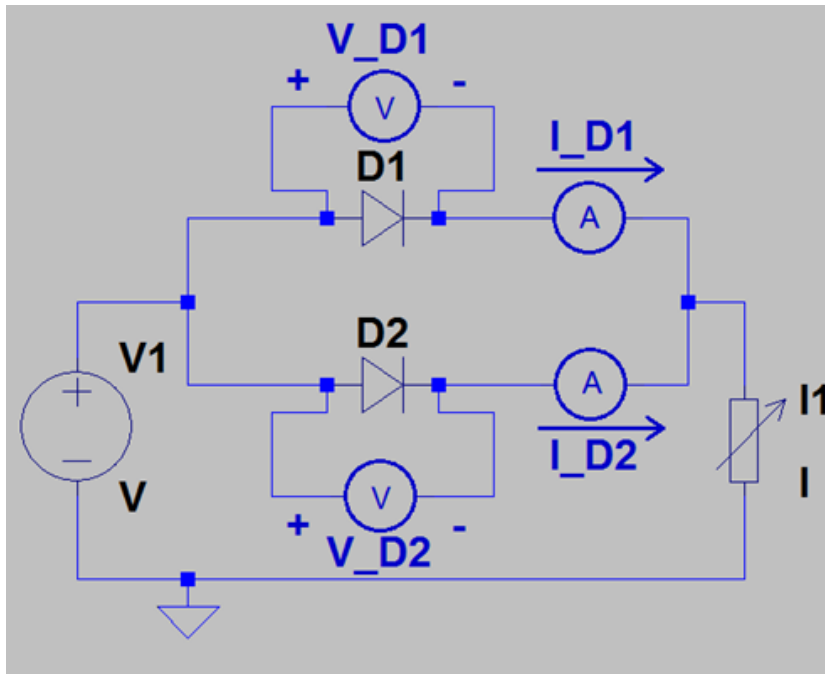 V_D1
+ V -
D1
I_D1
A
V1
+
-
V
D2
A
I_D2
+ V -
V_D2
I1
I